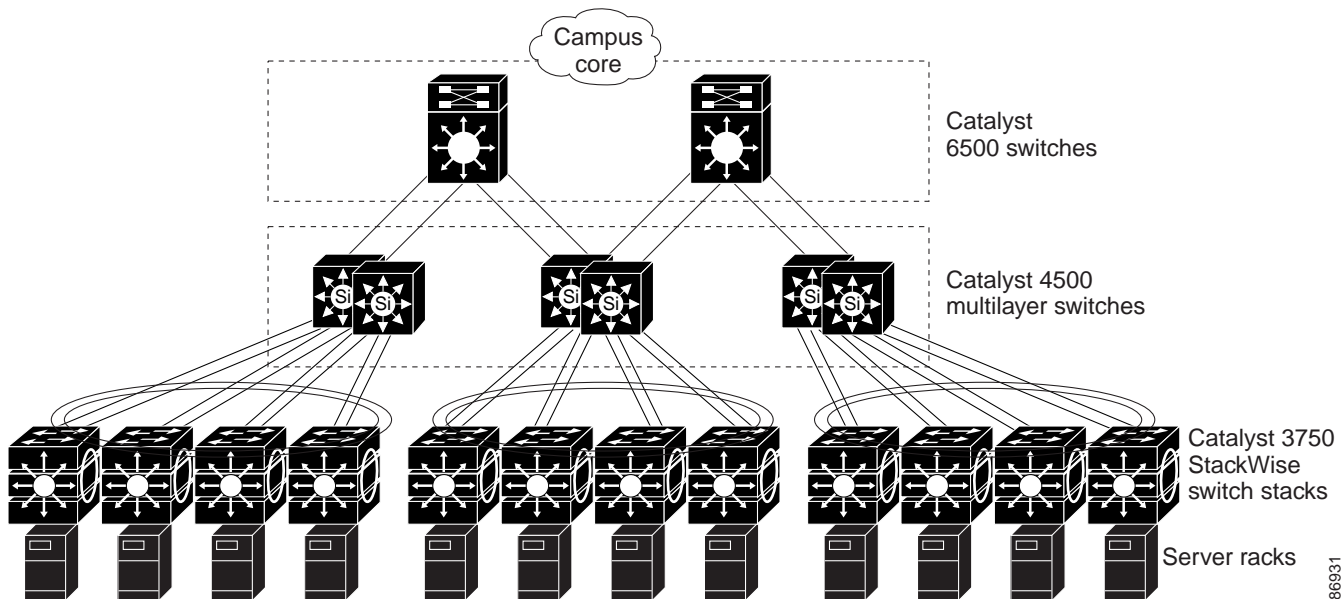 Campus
core
Catalyst
6500 switches
Si
Si
Si
Si
Si
Si
Catalyst 4500
multilayer switches
Catalyst 3750
StackWise
switch stacks
Server racks
86931